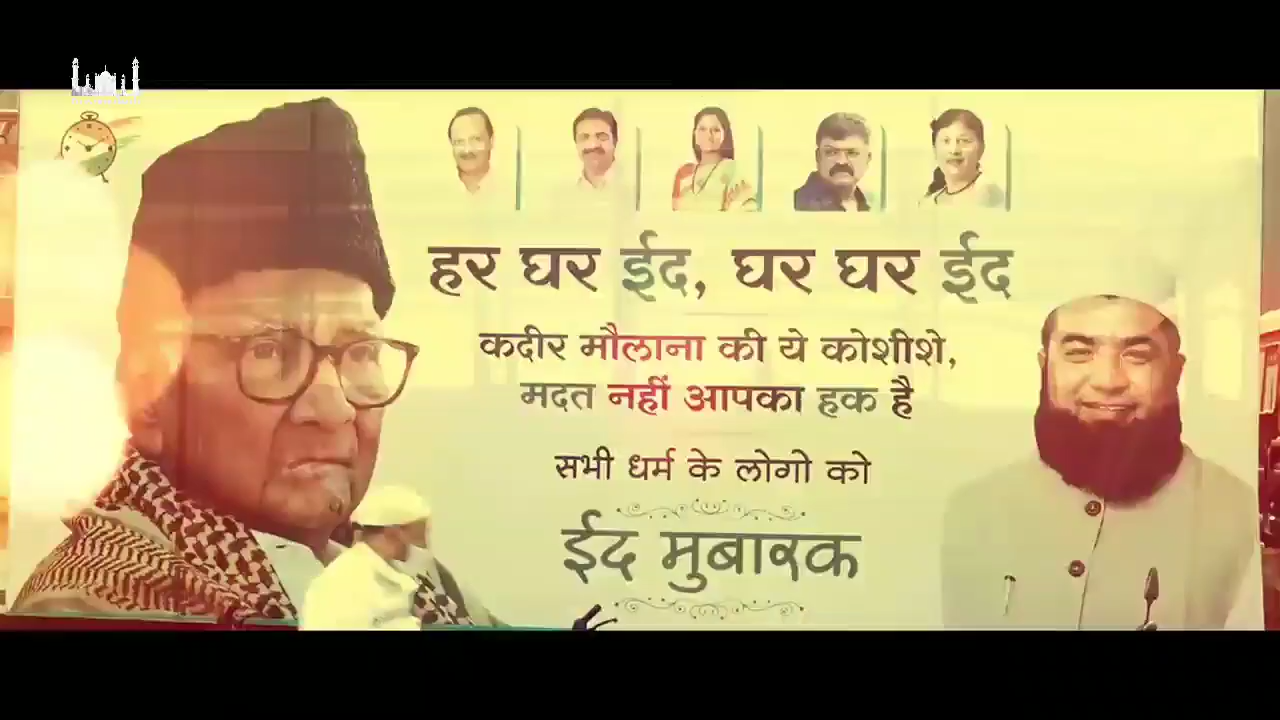 हर घर ईद, घर घर ईद
कदीर मौलाना की ये कोशीशे,
मदत नहीं आपका हक है
सभी धर्म के लोगो को
ईद मुबारक